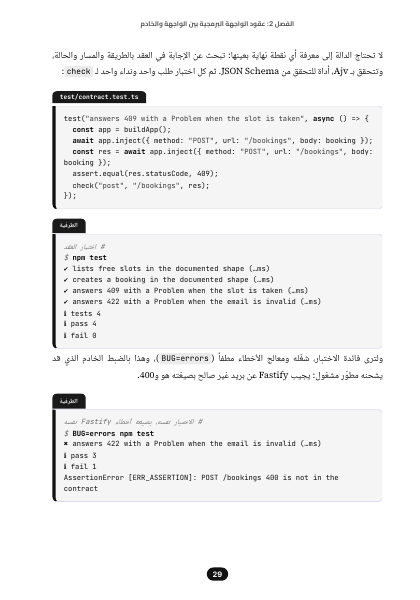 الفصل 2: عقود الواجهة البرمجية بين الواجهة والخادم
لا تحتاج الدالة إلى معرفة أي نقطة نهاية بعينها: تبحث عن الإجابة في العقد بالطريقة والمسار والحالة،
وتتحقق بـ Ajv، أداة للتحقق من JSON Schema. ثم كل اختبار طلب واحد ونداء واحد لـ check:
test/contract.test.ts
test("answers 409 with a Problem when the slot is taken", async () => {
  const app = buildApp();
  await app.inject({ method: "POST", url: "/bookings", body: booking });
  const res = await app.inject({ method: "POST", url: "/bookings", body:
booking });
  assert.equal(res.statusCode, 409);
  check("post", "/bookings", res);
});
الطرفية
# اختبار العقد
$ npm test
✔ lists free slots in the documented shape (…ms)
✔ creates a booking in the documented shape (…ms)
✔ answers 409 with a Problem when the slot is taken (…ms)
✔ answers 422 with a Problem when the email is invalid (…ms)
ℹ tests 4
ℹ pass 4
ℹ fail 0
ولترى فائدة الاختبار، شغّله ومعالج الأخطاء مطفأ (BUG=errors)، وهذا بالضبط الخادم الذي قد
يشحنه مطوّر مشغول: يجيب Fastify عن بريد غير صالح بصيغته هو و400.
الطرفية
# الاختبار نفسه، بصيغة أخطاء Fastify نفسه
$ BUG=errors npm test
✖ answers 422 with a Problem when the email is invalid (…ms)
ℹ pass 3
ℹ fail 1
AssertionError [ERR_ASSERTION]: POST /bookings 400 is not in the
contract
29